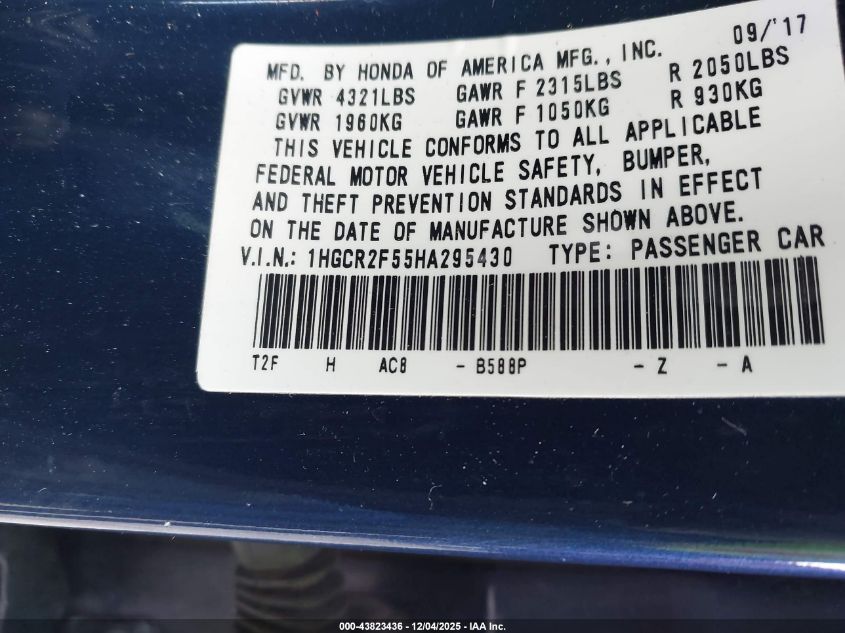 09/'17
MFD. BY HONDA OF AMERICA MFG., INC.
GVWR 4321LBS GAWR F 2315LBS R 2050LBS
GVWR 1960KG GAWR F 1050KG R 930KG
THIS VEHICLE CONFORMS TO ALL APPLICABLE
FEDERAL MOTOR VEHICLE SAFETY, BUMPER,
AND THEFT PREVENTION STANDARDS IN EFFECT
ON THE DATE OF MANUFACTURE SHOWN ABOVE.
V.I.N.: 1HGCR2F55HA295430 TYPE: PASSENGER CAR
T2F H AC8 - B588P - Z - A
000-43823436 - 12/04/2025 - IAA Inc.